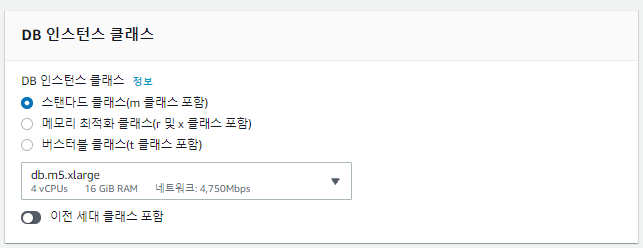 DB 인스턴스 클래스
DB 인스턴스 클래스 정보
스탠다드 클래스(m 클래스 포함)
메모리 최적화 클래스(r 및 x 클래스 포함)
버스터블 클래스(t 클래스 포함)
db.m5.xlarge
4 vCPUs 16 GiB RAM 네트워크: 4,750Mbps
이전 세대 클래스 포함